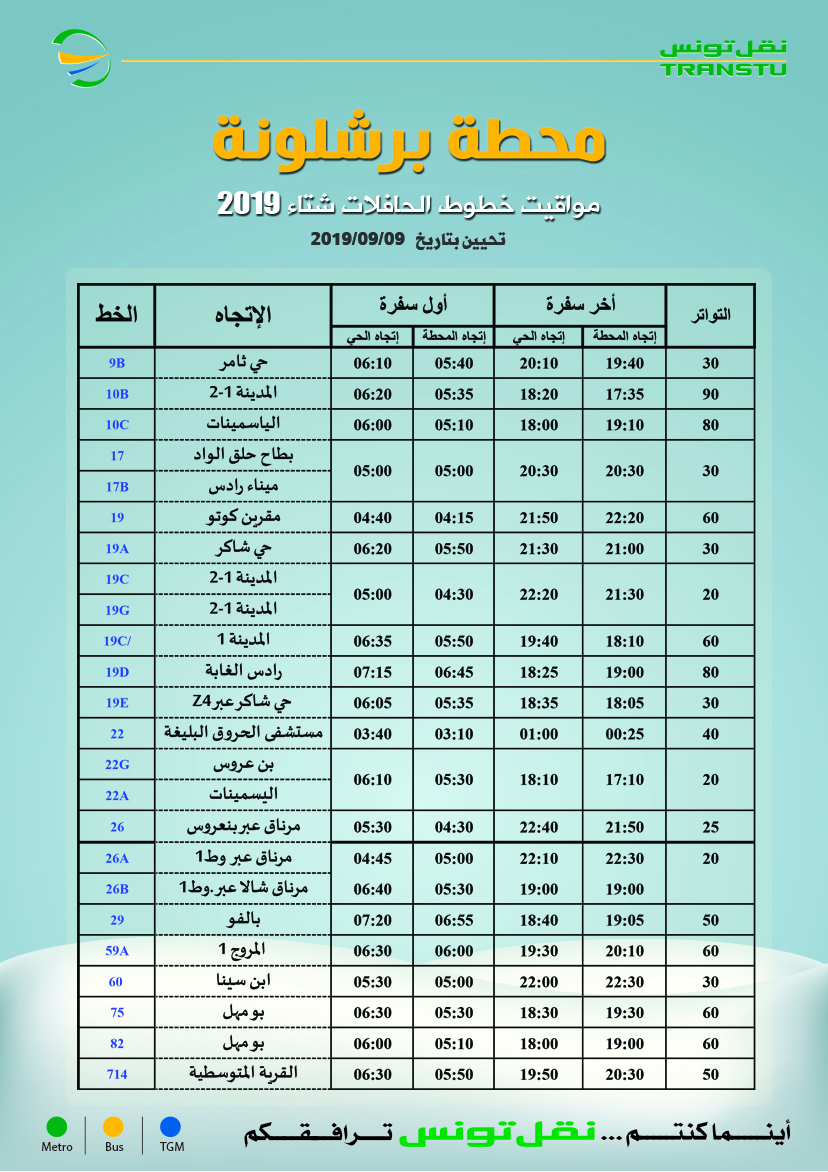 نقل تونس
TRANSTU
محطة برشلونة
مواقيت خطوط الحافلات شتاء 2019
تحيين بتاريخ 2019/09/09
الخط الإتجاه أول سفرة أخر سفرة التواتر
إتجاه الحي إتجاه المحطة إتجاه الحي إتجاه المحطة
9B حي ثامر 06:10 05:40 20:10 19:40 30
10B المدينة 1-2 06:20 05:35 18:20 17:35 90
10C الياسمينات 06:00 05:10 18:00 19:10 80
17 بطاح حلق الواد 05:00 05:00 20:30 20:30 30
17B ميناء رادس
19 مقرين كوتو 04:40 04:15 21:50 22:20 60
19A حي شاكر 06:20 05:50 21:30 21:00 30
19C المدينة 1-2 05:00 04:30 22:20 21:30 20
19G المدينة 1-2
19C/ المدينة 1 06:35 05:50 19:40 18:10 60
19D رادس الغابة 07:15 06:45 18:25 19:00 80
19E حي شاكر عبر Z4 06:05 05:35 18:35 18:05 30
22 مستشفى الحروق البليغة 03:40 03:10 01:00 00:25 40
22G بن عروس 06:10 05:30 18:10 17:10 20
22A اليسمينات
26 مرناق عبر بنعروس 05:30 04:30 22:40 21:50 25
26A مرناق عبر وط1 04:45 05:00 22:10 22:30 20
26B مرناق شالا عبر.وط1 06:40 05:30 19:00 19:00
29 بالفو 07:20 06:55 18:40 19:05 50
59A المروج 1 06:30 06:00 19:30 20:10 60
60 ابن سينا 05:30 05:00 22:00 22:30 30
75 بو مهل 06:30 05:30 18:30 19:30 60
82 بو مهل 06:00 05:10 18:00 19:00 60
714 القرية المتوسطية 06:30 05:50 19:50 20:30 50
أينـــما كنتـــم ... نقل تونس تـرافـقـكم
Metro Bus TGM